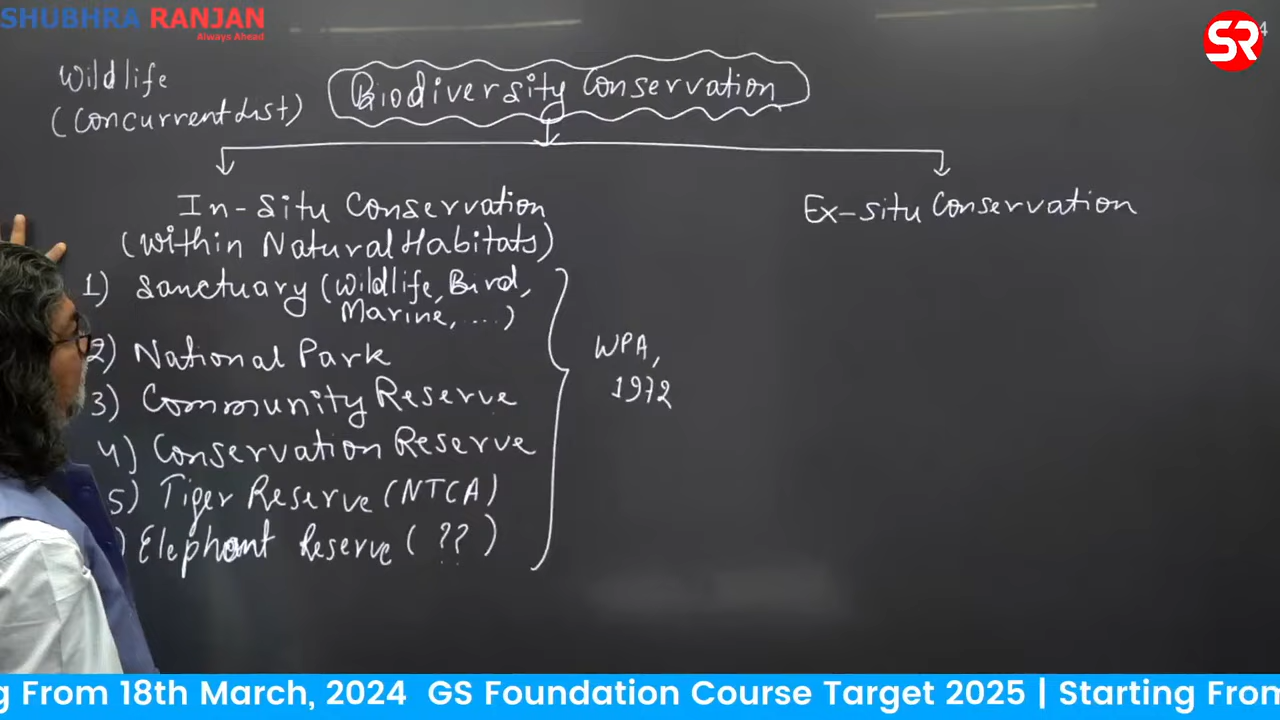 SHUBHRA RANJAN
Always Ahead
SR
4
Wildlife
(Concurrent List)
Biodiversity Conservation
In-Situ Conservation
(Within Natural Habitats)
1) Sanctuary (Wildlife, Bird,
Marine, ....)
2) National Park
3) Community Reserve
4) Conservation Reserve
5) Tiger Reserve (NTCA)
) Elephant Reserve (??)
WPA,
1972
Ex-situ Conservation
g From 18th March, 2024 GS Foundation Course Target 2025 | Starting From